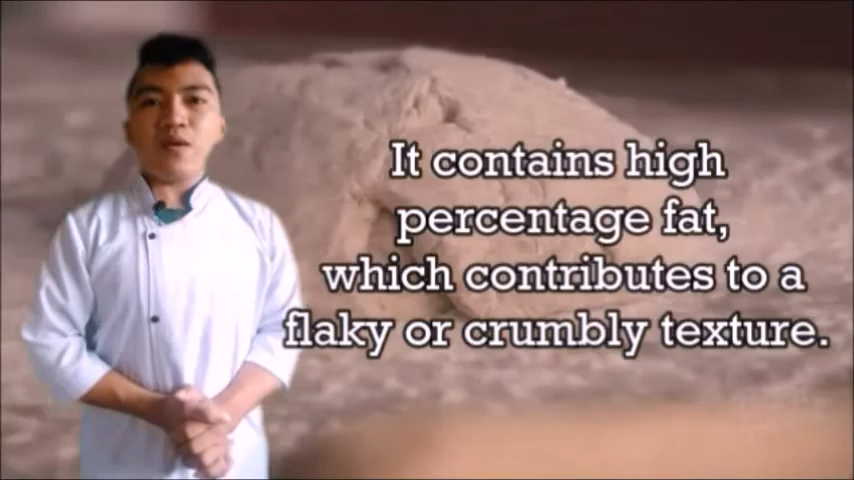 It contains high
percentage fat,
which contributes to a
flaky or crumbly texture.